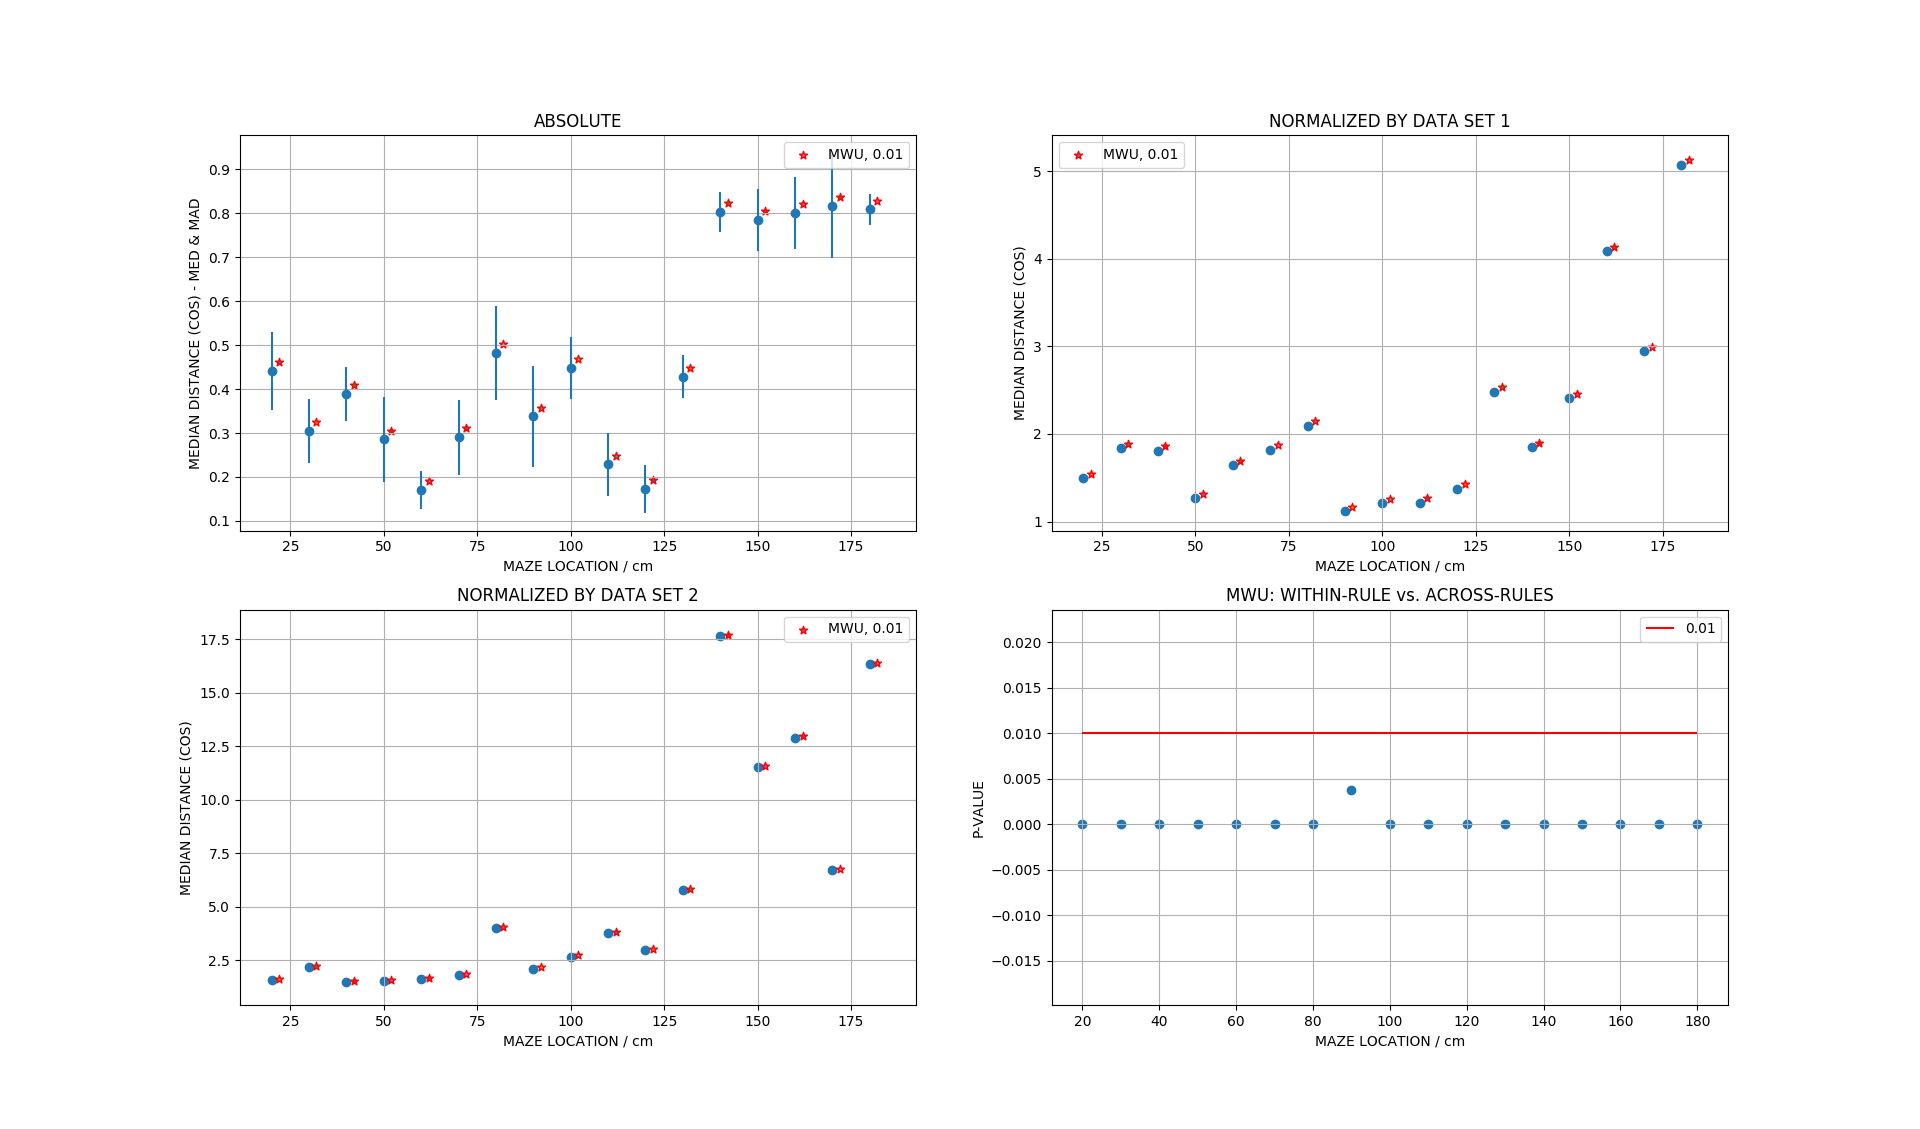 ABSOLUTE
MWU, 0.01
0.9
0.8
0.7
0.6
0.5
0.4
0.3
0.2
0.1
MEDIAN DISTANCE (COS) - MED & MAD
25 50 75 100 125 150 175
MAZE LOCATION / cm
NORMALIZED BY DATA SET 1
MWU, 0.01
5
4
3
2
1
MEDIAN DISTANCE (COS)
25 50 75 100 125 150 175
MAZE LOCATION / cm
NORMALIZED BY DATA SET 2
MWU, 0.01
17.5
15.0
12.5
10.0
7.5
5.0
2.5
MEDIAN DISTANCE (COS)
25 50 75 100 125 150 175
MAZE LOCATION / cm
MWU: WITHIN-RULE vs. ACROSS-RULES
0.01
0.020
0.015
0.010
0.005
0.000
−0.005
−0.010
−0.015
P-VALUE
20 40 60 80 100 120 140 160 180
MAZE LOCATION / cm